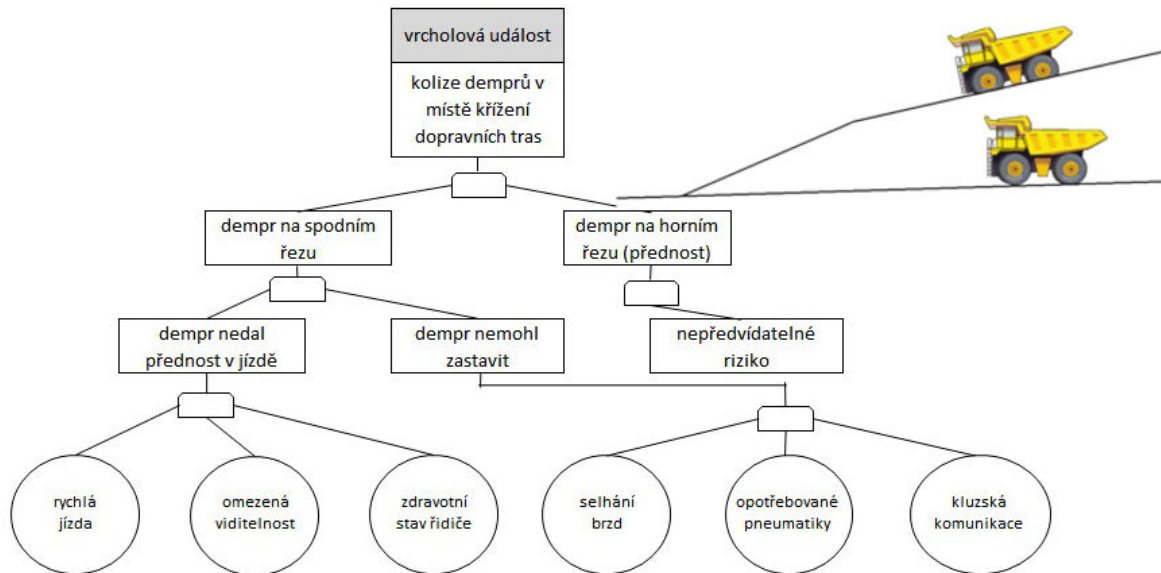 vrcholová událost
kolize demprů v
místě křížení
dopravních tras
dempr na spodním
řezu
dempr na horním
řezu (přednost)
dempr nedal
přednost v jízdě
dempr nemohl
zastavit
nepředvídatelné
riziko
rychlá
jízda
omezená
viditelnost
zdravotní
stav řidiče
selhání
brzd
opotřebované
pneumatiky
kluzská
komunikace